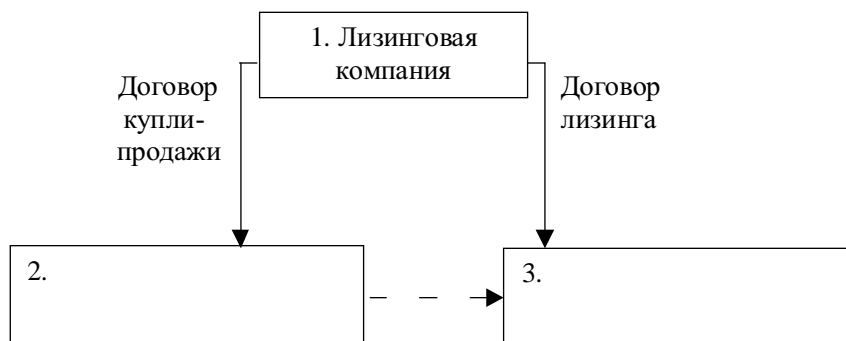 1. Лизинговая
компания
Договор
купли-
продажи
Договор
лизинга
2.
3.